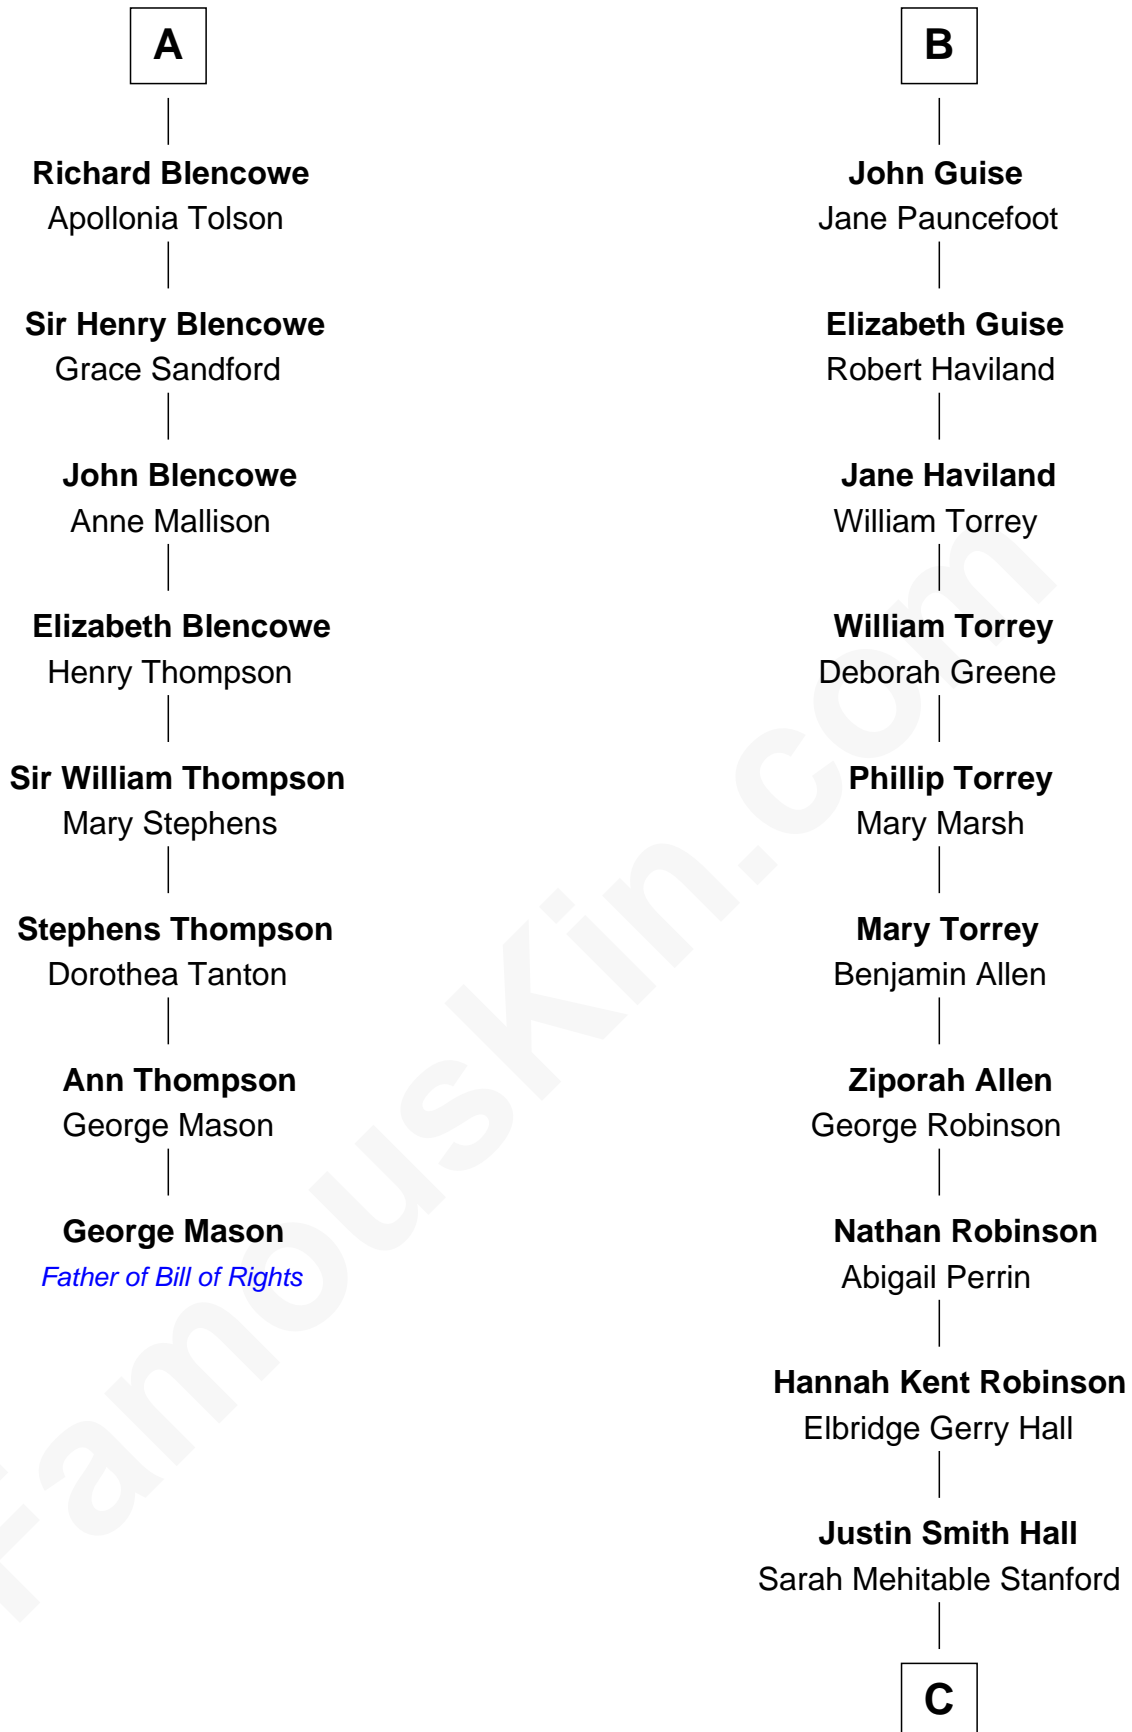 A
Richard Blencowe
Apollonia Tolson
Sir Henry Blencowe
Grace Sandford
John Blencowe
Anne Mallison
Elizabeth Blencowe
Henry Thompson
Sir William Thompson
Mary Stephens
Stephens Thompson
Dorothea Tanton
Ann Thompson
George Mason
George Mason
Father of Bill of Rights
B
John Guise
Jane Pauncefoot
Elizabeth Guise
Robert Haviland
Jane Haviland
William Torrey
William Torrey
Deborah Greene
Phillip Torrey
Mary Marsh
Mary Torrey
Benjamin Allen
Ziporah Allen
George Robinson
Nathan Robinson
Abigail Perrin
Hannah Kent Robinson
Elbridge Gerry Hall
Justin Smith Hall
Sarah Mehitable Stanford
C
FamousKin.com